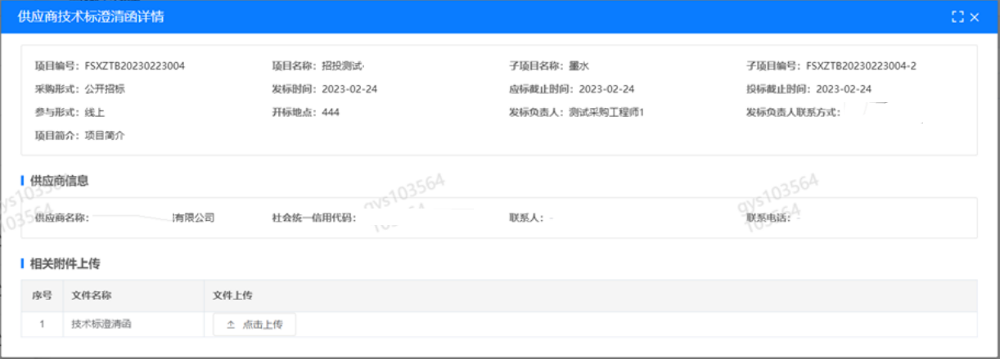 供应商技术标澄清函详情
项目编号：FSXZTB20230223004 项目名称：招投测试 子项目名称：墨水 子项目编号：FSXZTB20230223004-2
采购形式：公开招标 发标时间：2023-02-24 应标截止时间：2023-02-24 投标截止时间：2023-02-24
参与形式：线上 开标地点：444 发标负责人：测试采购工程师1 发标负责人联系方式：
项目简介：项目简介
供应商信息
供应商名称： 有限公司 社会统一信用代码： 联系人： 联系电话：
gys103564
gys103564
相关附件上传
序号 文件名称 文件上传
1 技术标澄清函 点击上传